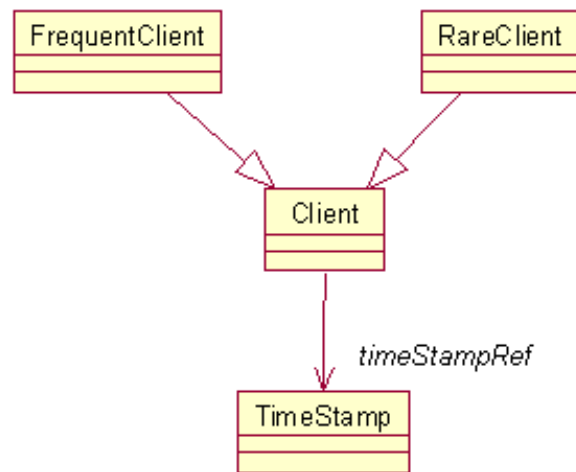 FrequentClient
RareClient
Client
timeStampRef
TimeStamp